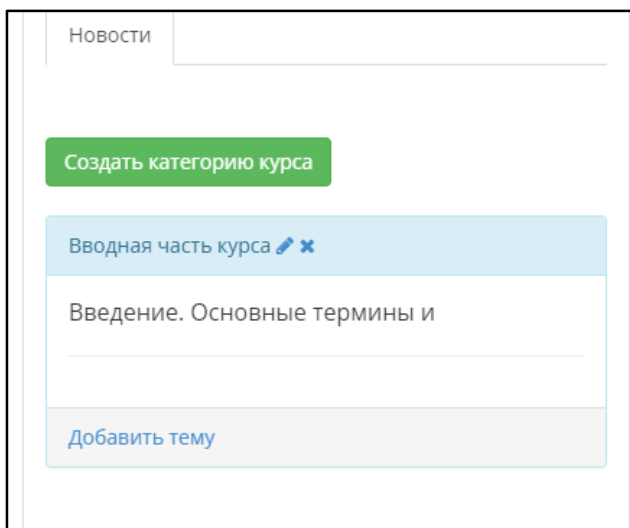 Новости
Создать категорию курса
Вводная часть курса
Введение. Основные термины и
Добавить тему